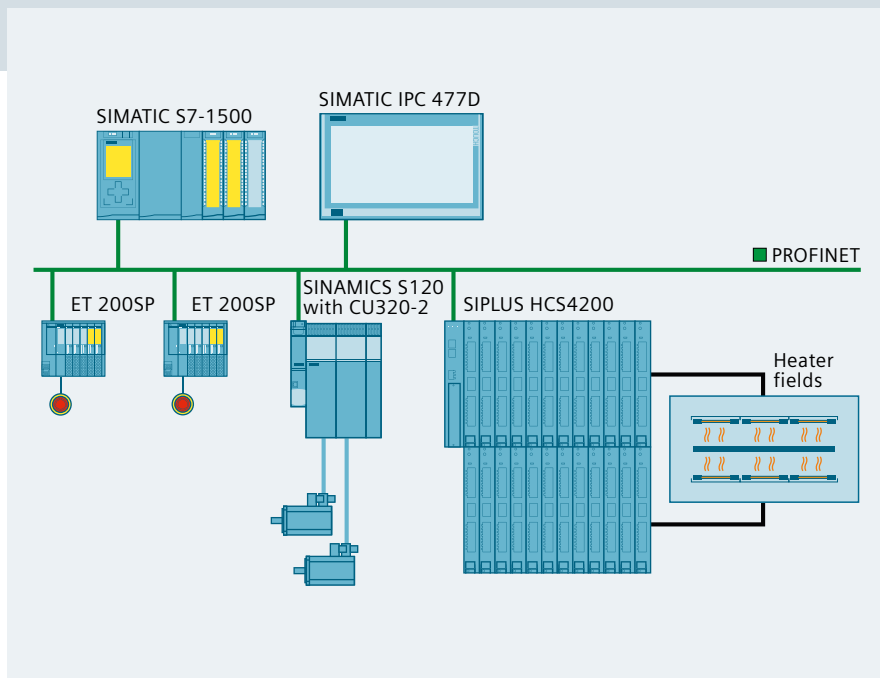 SIMATIC S7-1500
SIMATIC IPC 477D
PROFINET
ET 200SP
ET 200SP
SINAMICS S120
with CU320-2
SIPLUS HCS4200
Heater
fields